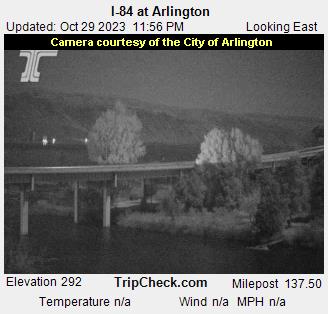 I-84 at Arlington
Updated: Oct 29 2023 11:56 PM Looking East
Camera courtesy of the City of Arlington
Elevation 292 TripCheck.com Milepost 137.50
Temperature n/a Wind n/a MPH n/a